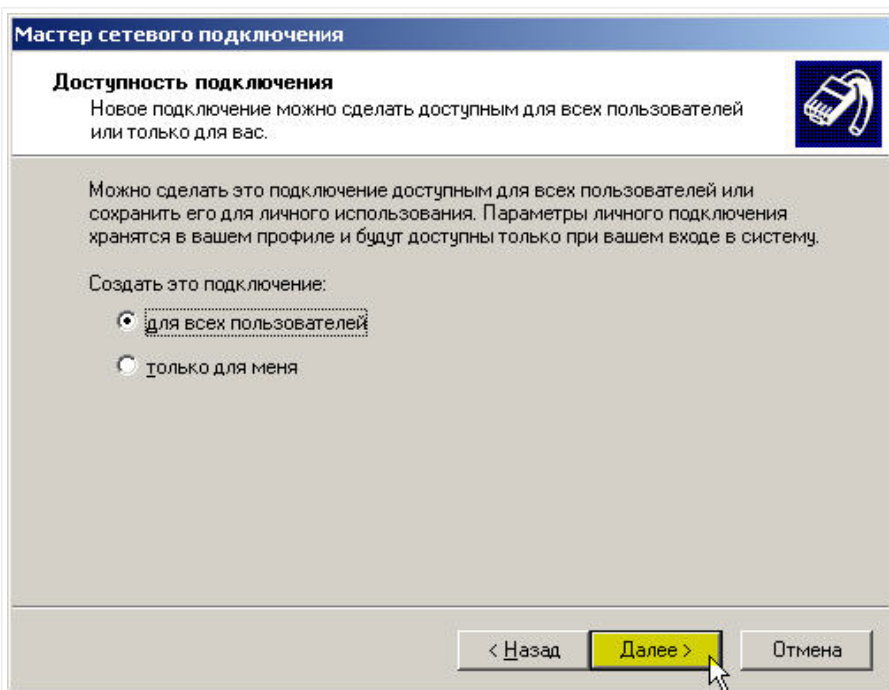 Мастер сетевого подключения
Доступность подключения
Новое подключение можно сделать доступным для всех пользователей
или только для вас.
Можно сделать это подключение доступным для всех пользователей или
сохранить его для личного использования. Параметры личного подключения
хранятся в вашем профиле и будут доступны только при вашем входе в систему.
Создать это подключение:
для всех пользователей
только для меня
< Назад
Далее >
Отмена